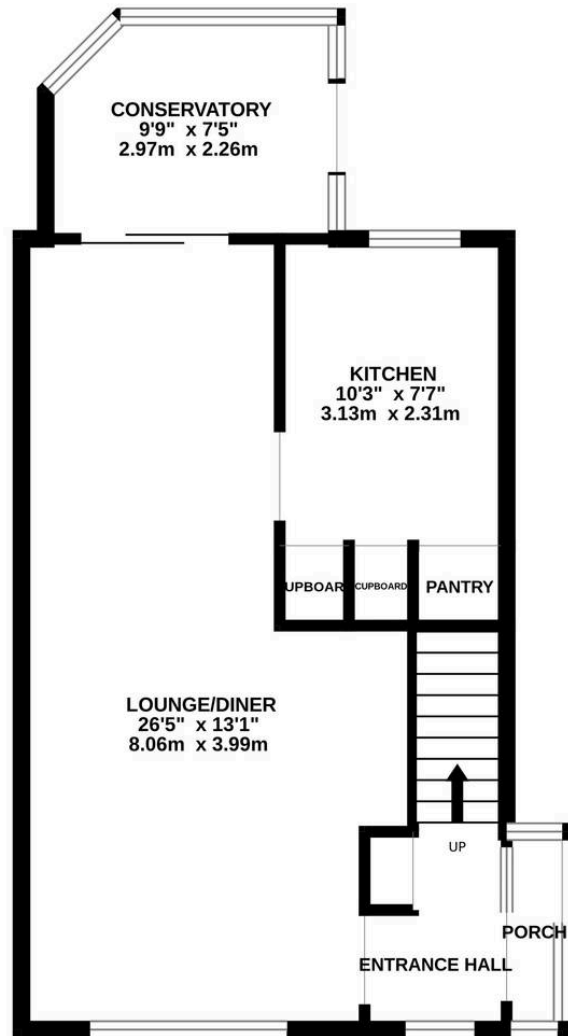 CONSERVATORY
9'9" x 7'5"
2.97m x 2.26m
KITCHEN
10'3" x 7'7"
3.13m x 2.31m
UPBOAR CUPBOARD PANTRY
LOUNGE/DINER
26'5" x 13'1"
8.06m x 3.99m
UP
PORCH
ENTRANCE HALL